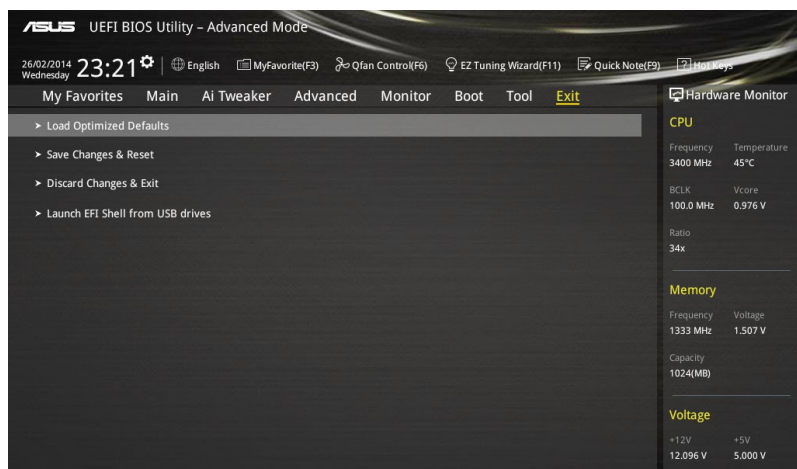 ASUS UEFI BIOS Utility – Advanced Mode
26/02/2014
Wednesday
23:21
English
MyFavorite(F3)
Qfan Control(F6)
EZ Tuning Wizard(F11)
Quick Note(F9)
? Hot Keys
My Favorites Main Ai Tweaker Advanced Monitor Boot Tool Exit
> Load Optimized Defaults
> Save Changes & Reset
> Discard Changes & Exit
> Launch EFI Shell from USB drives
Hardware Monitor
CPU
Frequency Temperature
3400 MHz 45°C
BCLK Vcore
100.0 MHz 0.976 V
Ratio
34x
Memory
Frequency Voltage
1333 MHz 1.507 V
Capacity
1024(MB)
Voltage
+12V +5V
12.096 V 5.000 V